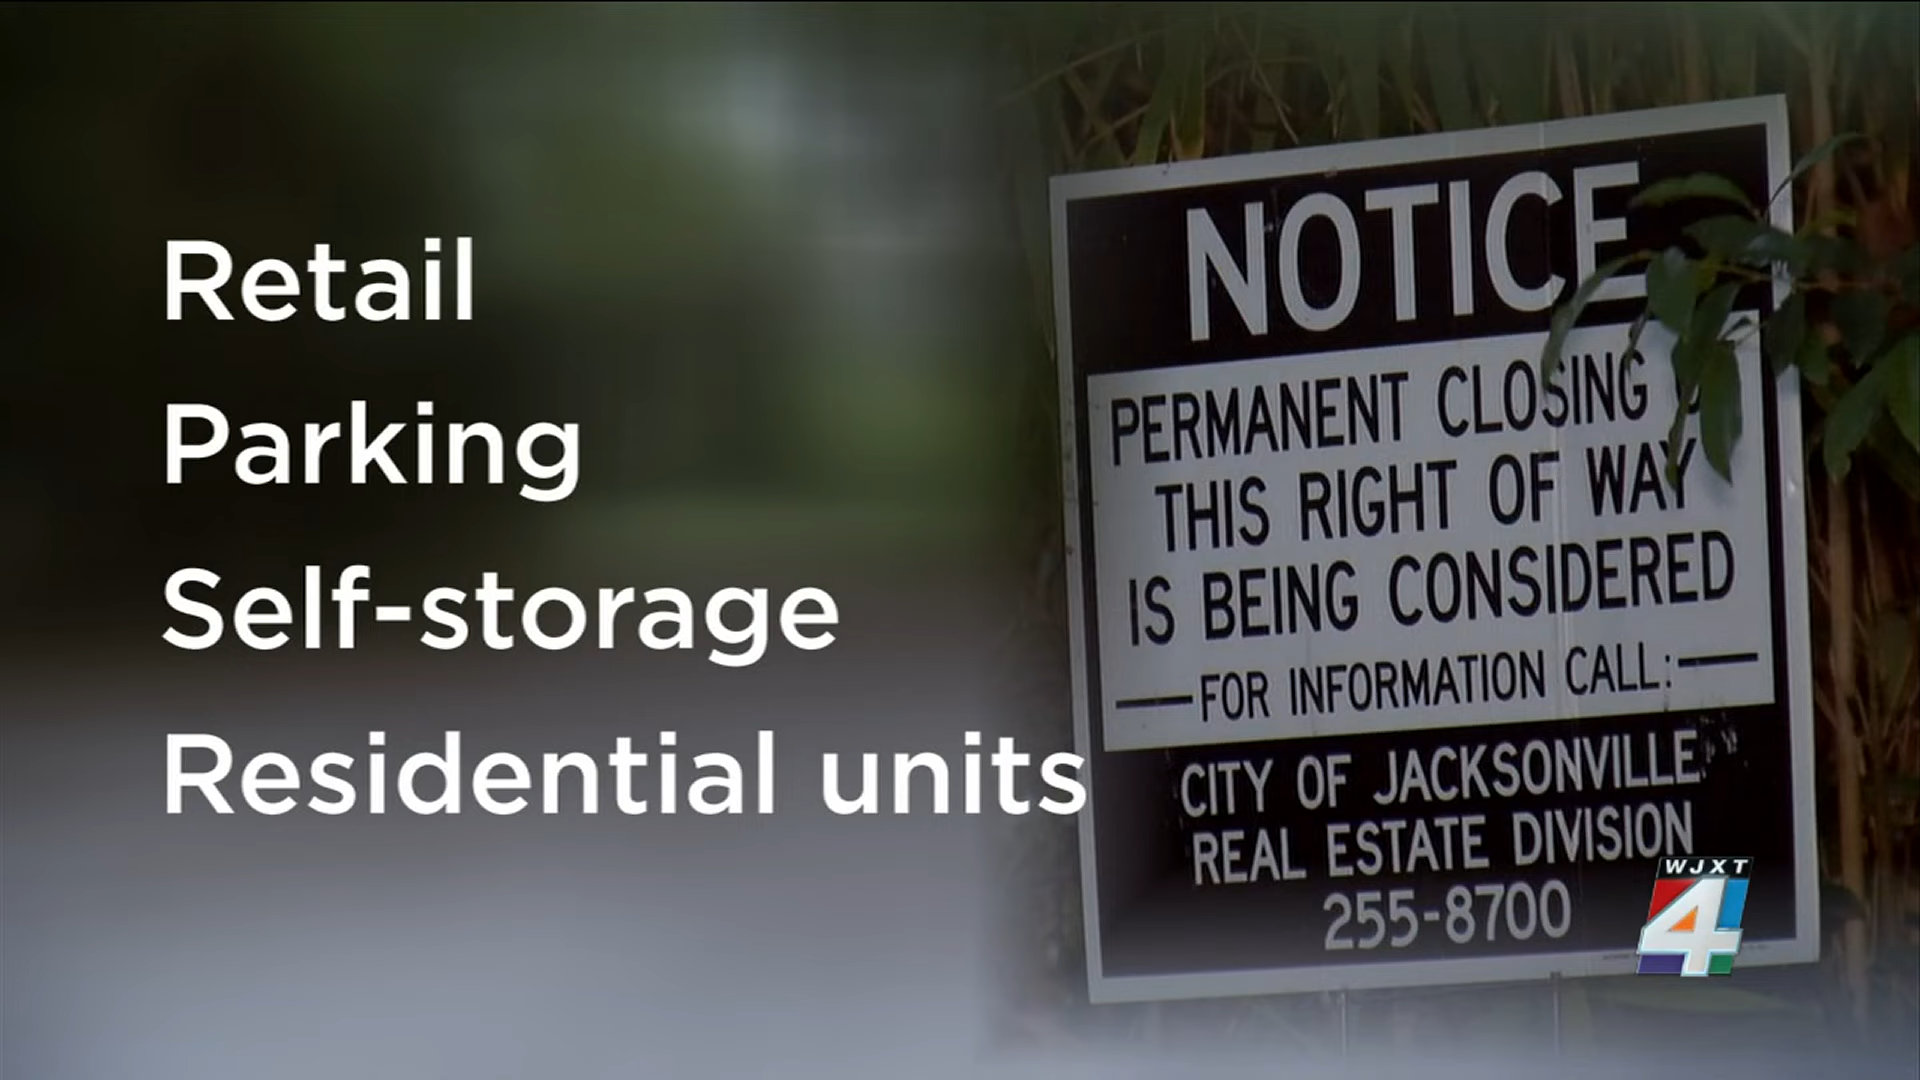 Retail
Parking
Self-storage
Residential units
NOTICE
PERMANENT CLOSING
THIS RIGHT OF WAY
IS BEING CONSIDERED
FOR INFORMATION CALL:
CITY OF JACKSONVILLE
REAL ESTATE DIVISION
255-8700
WJXT
4